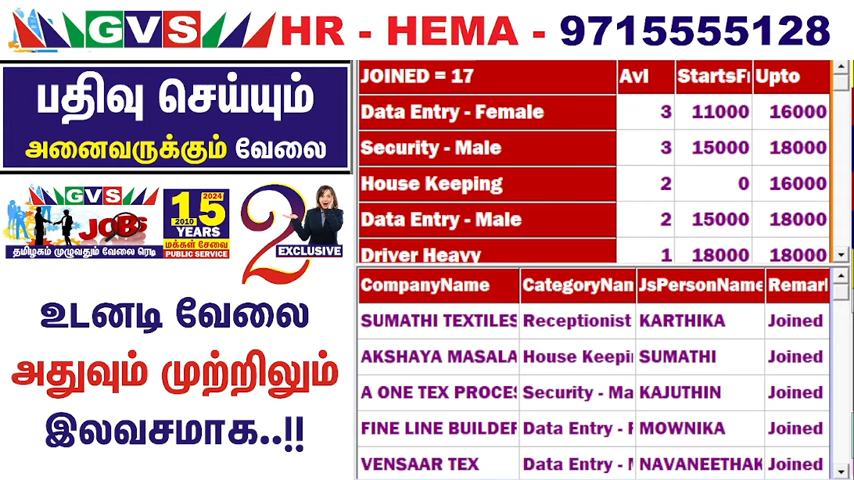 GVS HR - HEMA - 9715555128
பதிவு செய்யும்
அனைவருக்கும் வேலை
GVS
JOBS
தமிழகம் முழுவதும் வேலை ரெடி
2024
15
2010
YEARS
மக்கள் சேவை
PUBLIC SERVICE
2
EXCLUSIVE
உடனடி வேலை
அதுவும் முற்றிலும்
இலவசமாக..!!
JOINED = 17 Avl StartsFr Upto
Data Entry - Female 3 11000 16000
Security - Male 3 15000 18000
House Keeping 2 0 16000
Data Entry - Male 2 15000 18000
Driver Heavy 1 18000 18000
CompanyName CategoryNan JsPersonName Remark
SUMATHI TEXTILES Receptionist KARTHIKA Joined
AKSHAYA MASALA House Keepi SUMATHI Joined
A ONE TEX PROCES Security - Ma KAJUTHIN Joined
FINE LINE BUILDER Data Entry - F MOWNIKA Joined
VENSAAR TEX Data Entry - M NAVANEETHAK Joined